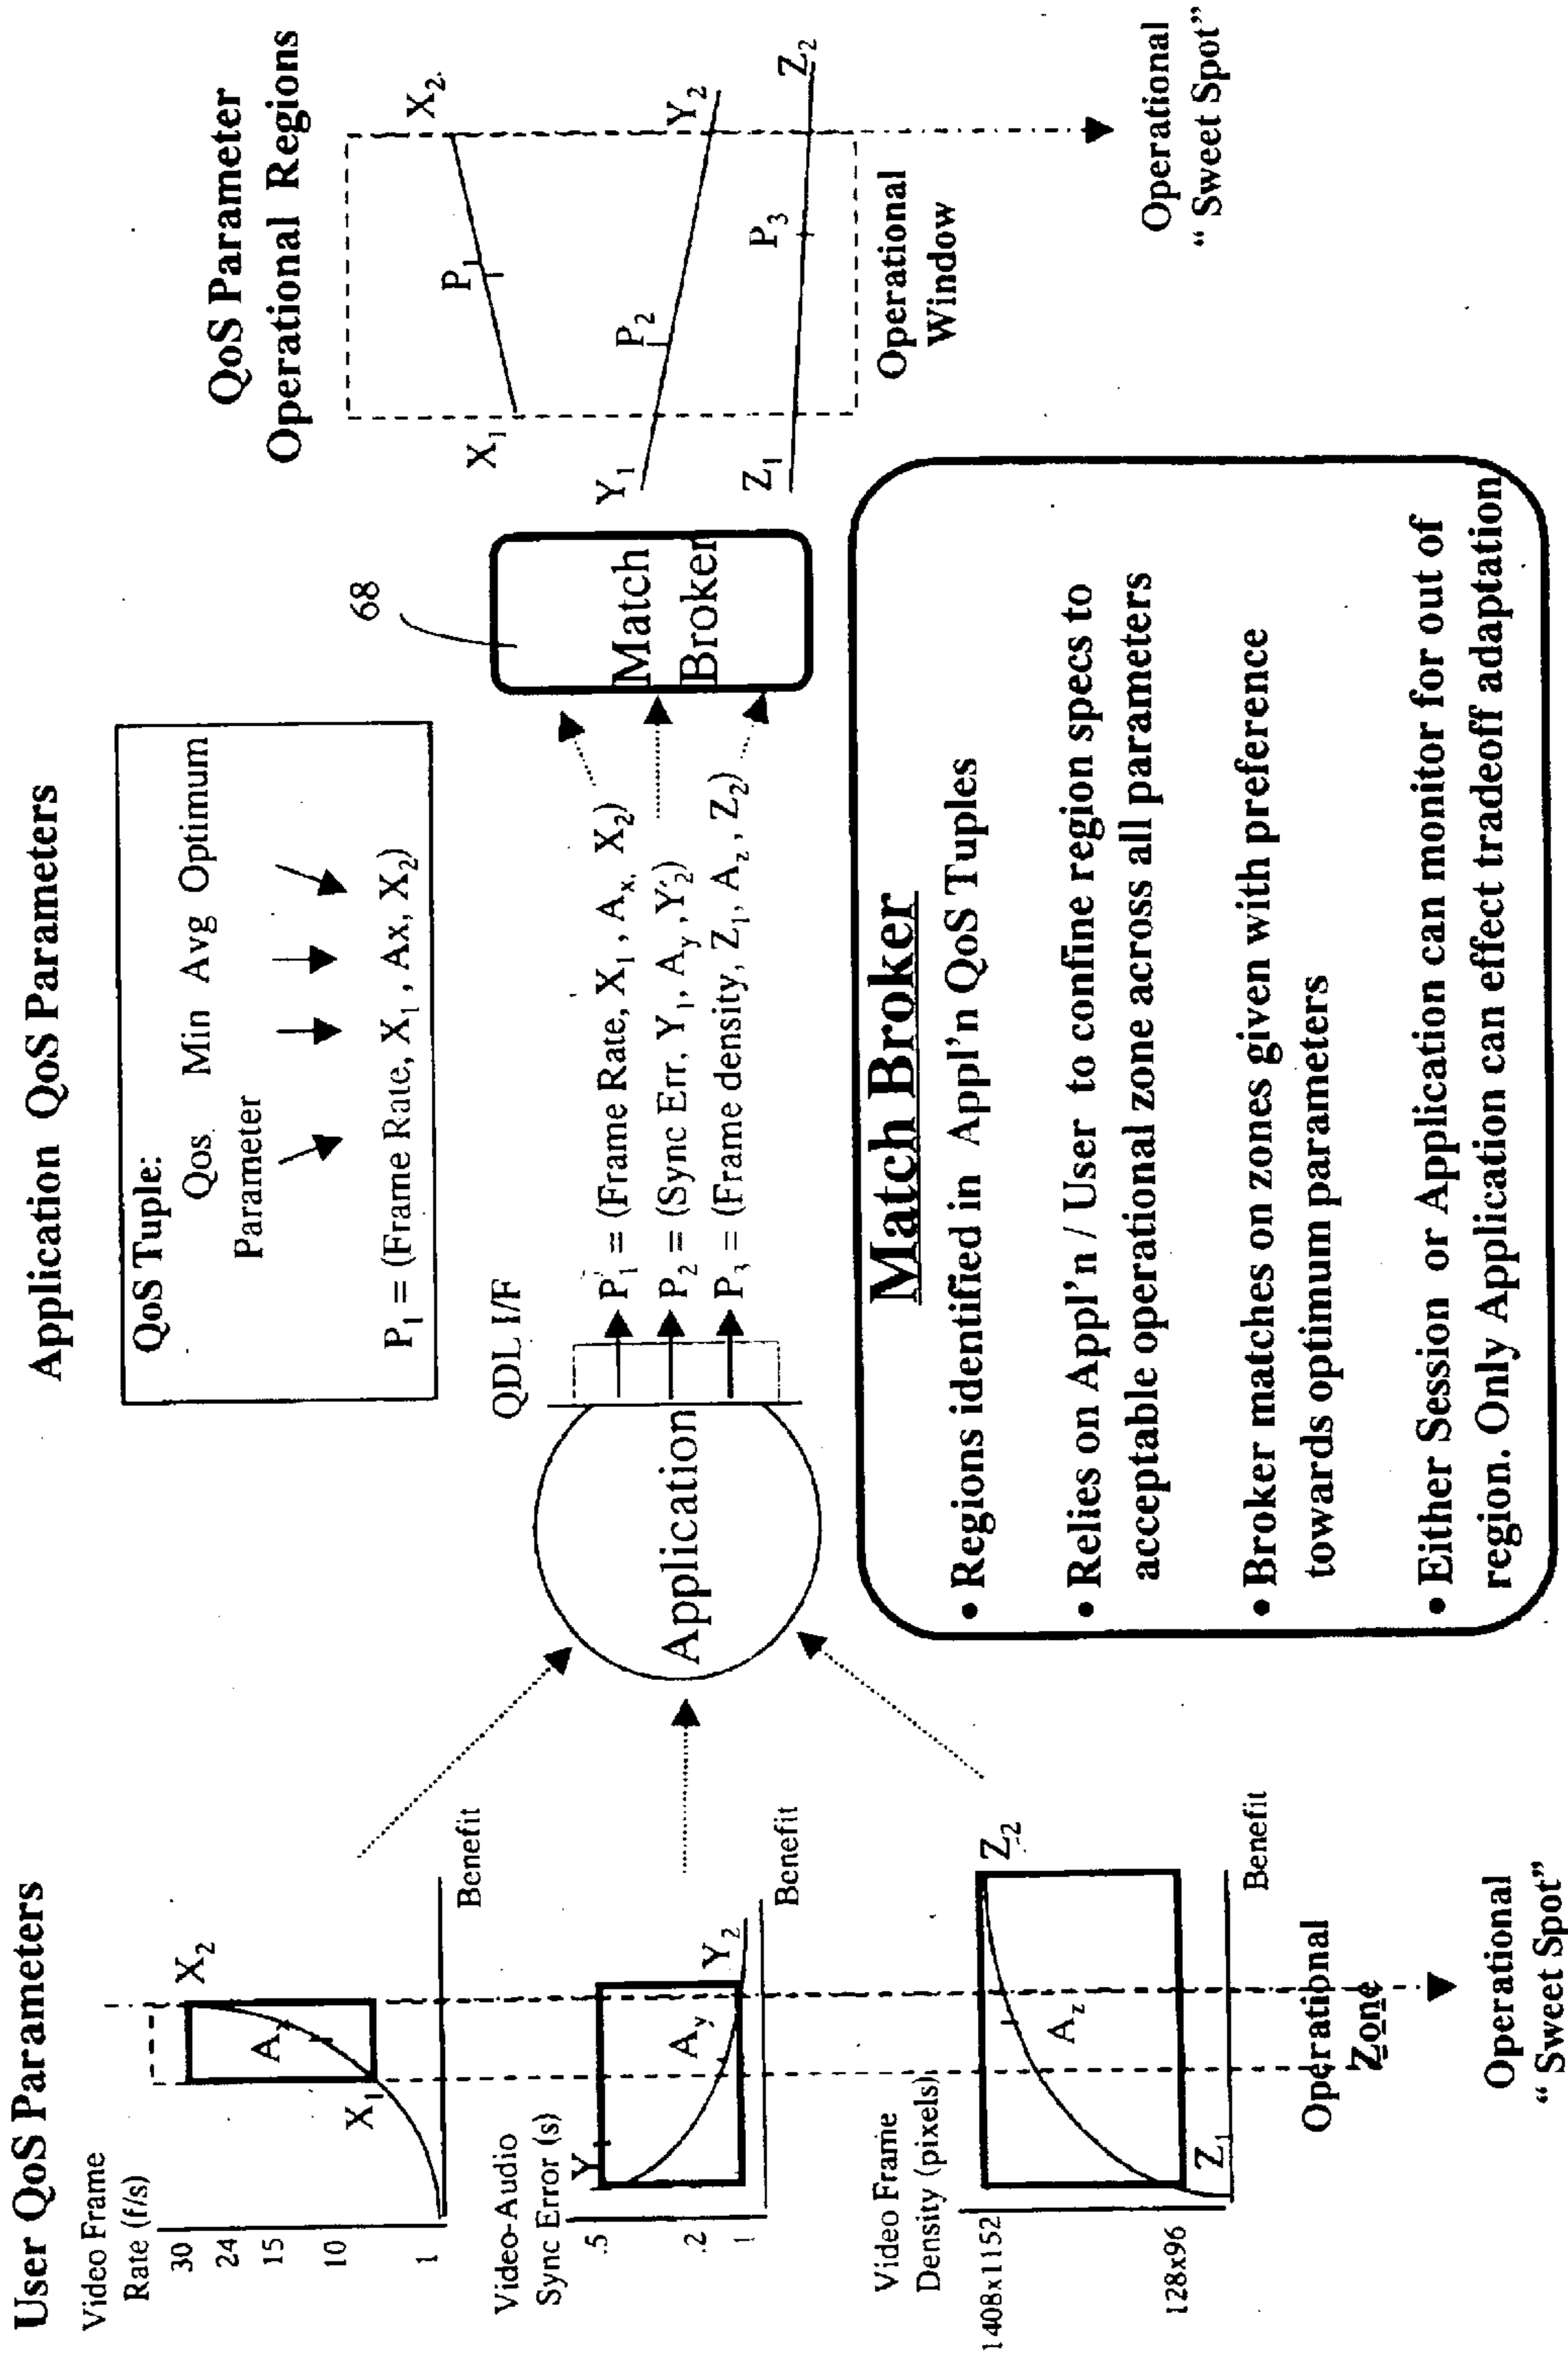 User QoS Parameters
Video Frame
Rate (f/s)
30
24
15
10
1
X2
Ax
X1
Benefit
Video-Audio
Sync Error (s)
.5
.2
1
Y
Ay
Y2
Benefit
Video Frame
Density (pixels)
1408x1152
128x96
Z2
Az
Z1
Benefit
Operational
Zone
Operational
“Sweet Spot”
Application QoS Parameters
QoS Tuple:
Qos Min Avg Optimum
Parameter
P1 = (Frame Rate, X1, Ax, X2)
QDL I/F
Application
P1 = (Frame Rate, X1, Ax, X2)
P2 = (Sync Err, Y1, Ay, Y2)
P3 = (Frame density, Z1, Az, Z2)
68
Match
Broker
QoS Parameter
Operational Regions
X1
P1
X2
Y1
P2
Y2
Z1
P3
Z2
Operational
Window
Operational
“Sweet Spot”
Match Broker
• Regions identified in Appl'n QoS Tuples
• Relies on Appl'n / User to confine region specs to
acceptable operational zone across all parameters
• Broker matches on zones given with preference
towards optimum parameters
• Either Session or Application can monitor for out of
region. Only Application can effect tradeoff adaptation